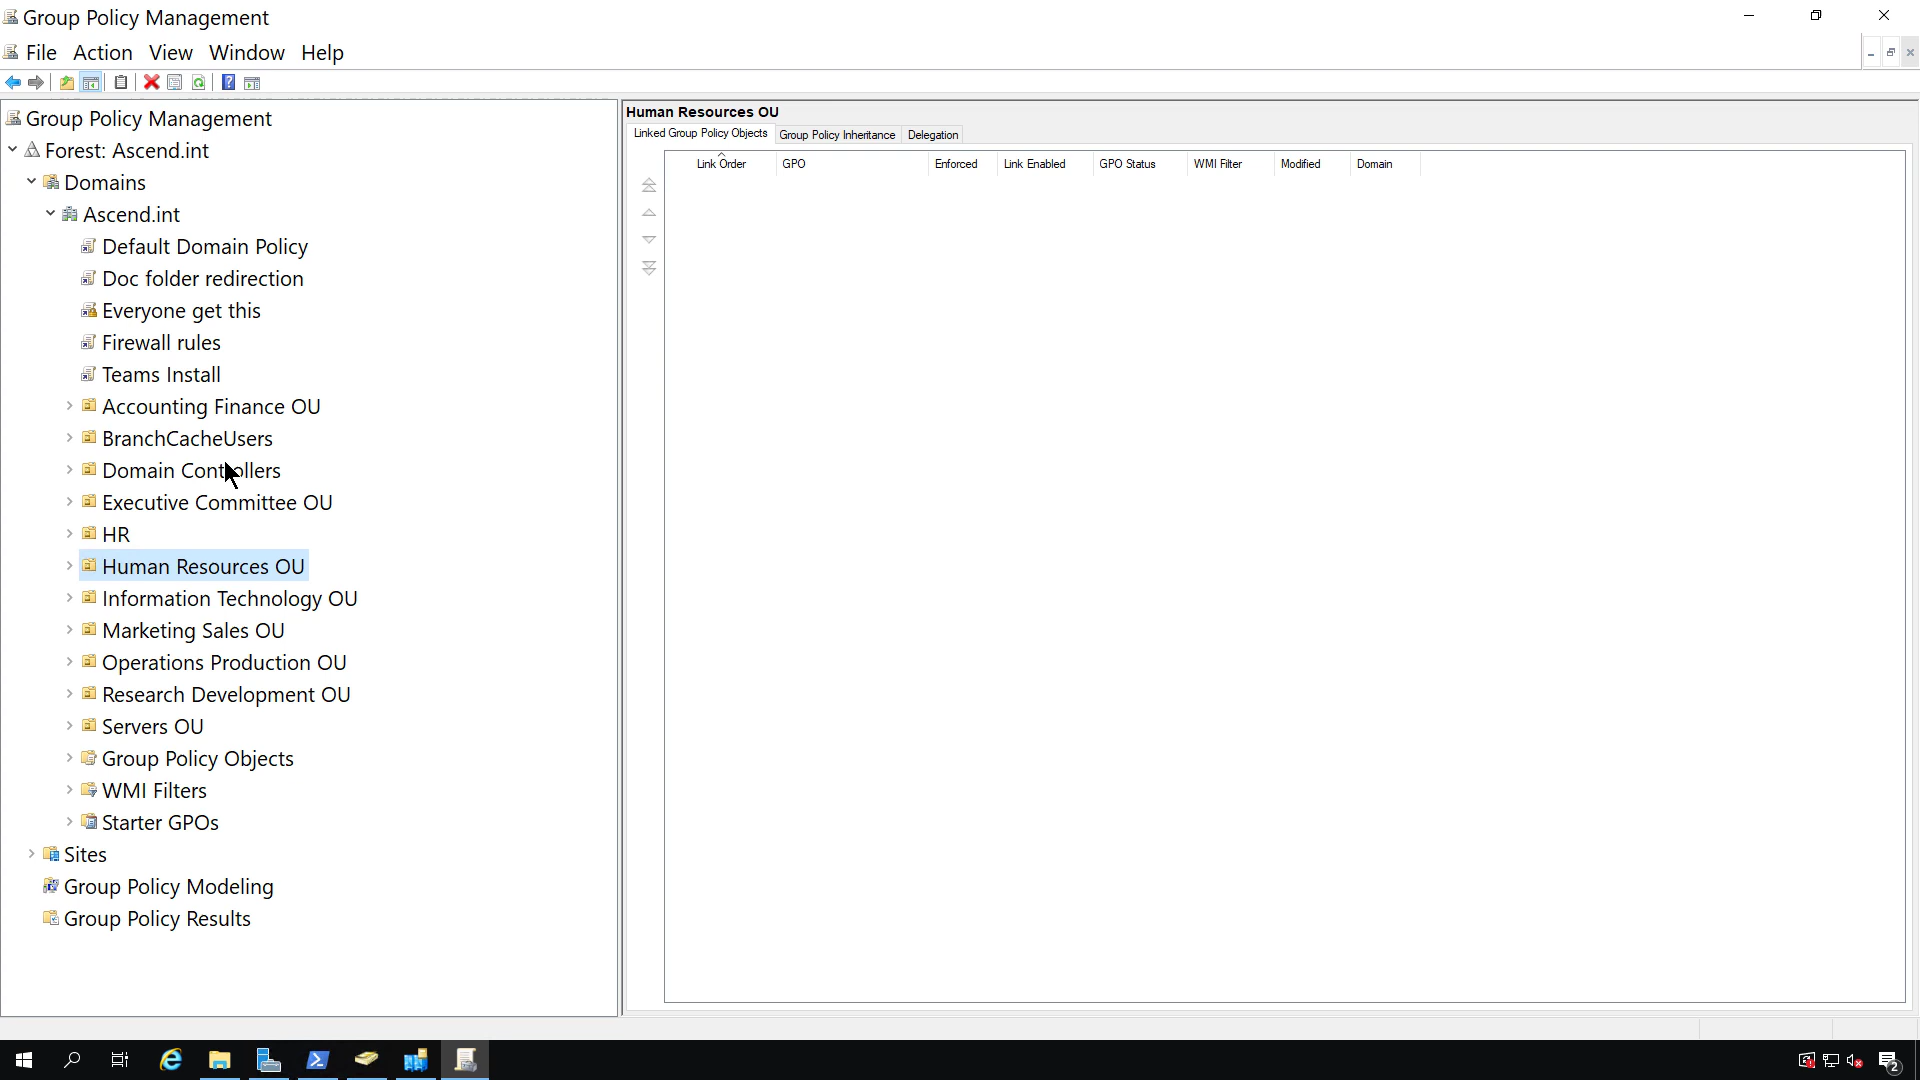 Group Policy Management
File Action View Window Help
Group Policy Management
Forest: Ascend.int
Domains
Ascend.int
Default Domain Policy
Doc folder redirection
Everyone get this
Firewall rules
Teams Install
Accounting Finance OU
BranchCacheUsers
Domain Controllers
Executive Committee OU
HR
Human Resources OU
Information Technology OU
Marketing Sales OU
Operations Production OU
Research Development OU
Servers OU
Group Policy Objects
WMI Filters
Starter GPOs
Sites
Group Policy Modeling
Group Policy Results
Human Resources OU
Linked Group Policy Objects Group Policy Inheritance Delegation
Link Order GPO Enforced Link Enabled GPO Status WMI Filter Modified Domain
2